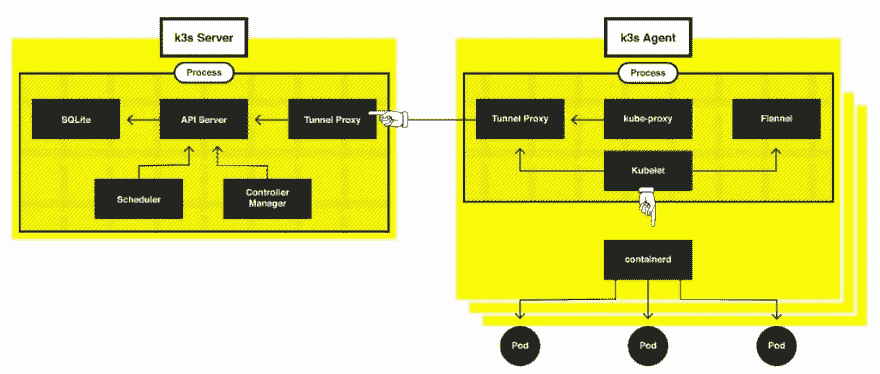 k3s Server
Process
SQLite
API Server
Tunnel Proxy
Scheduler
Controller
Manager
k3s Agent
Process
Tunnel Proxy
kube-proxy
Flannel
Kubelet
containerd
Pod
Pod
Pod